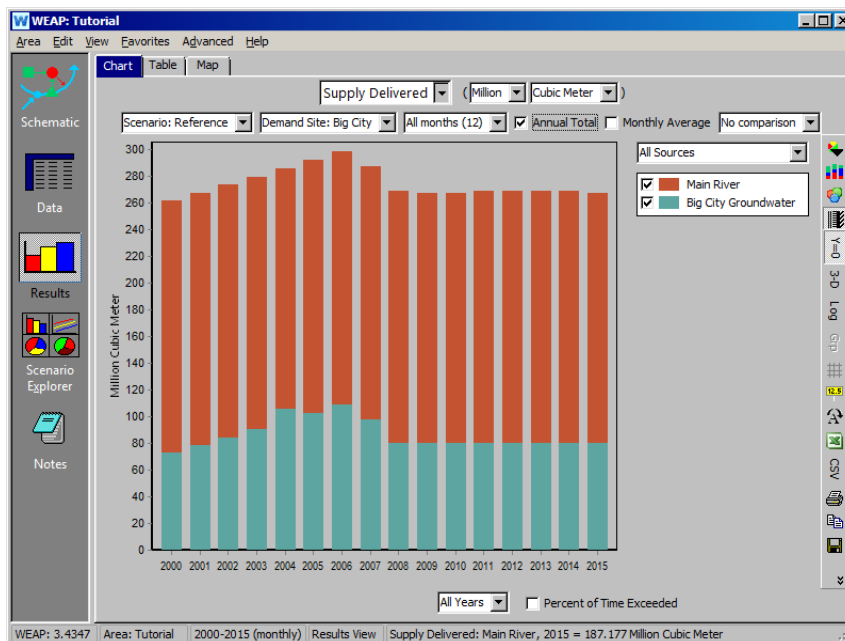 WEAP: Tutorial
Area Edit View Favorites Advanced Help
Chart Table Map
Supply Delivered ( Million Cubic Meter )
Scenario: Reference Demand Site: Big City All months (12) Annual Total Monthly Average No comparison
All Sources
Main River
Big City Groundwater
Schematic
Data
Results
Scenario
Explorer
Notes
Million Cubic Meter
300
280
260
240
220
200
180
160
140
120
100
80
60
40
20
0
2000 2001 2002 2003 2004 2005 2006 2007 2008 2009 2010 2011 2012 2013 2014 2015
Y=0
3-D
Log
Grp
12.5
A
CSV
All Years Percent of Time Exceeded
WEAP: 3.4347 Area: Tutorial 2000-2015 (monthly) Results View Supply Delivered: Main River, 2015 = 187.177 Million Cubic Meter